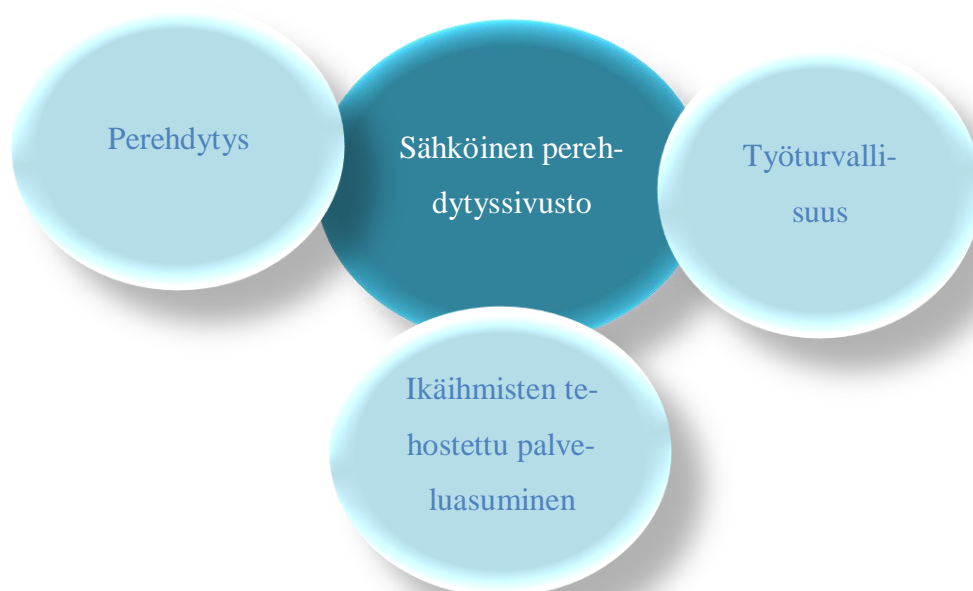 Perehdytys
Sähköinen pereh-
dytyssivusto
Työturvalli-
suus
Ikäihmisten te-
hostettu palve-
luasuminen